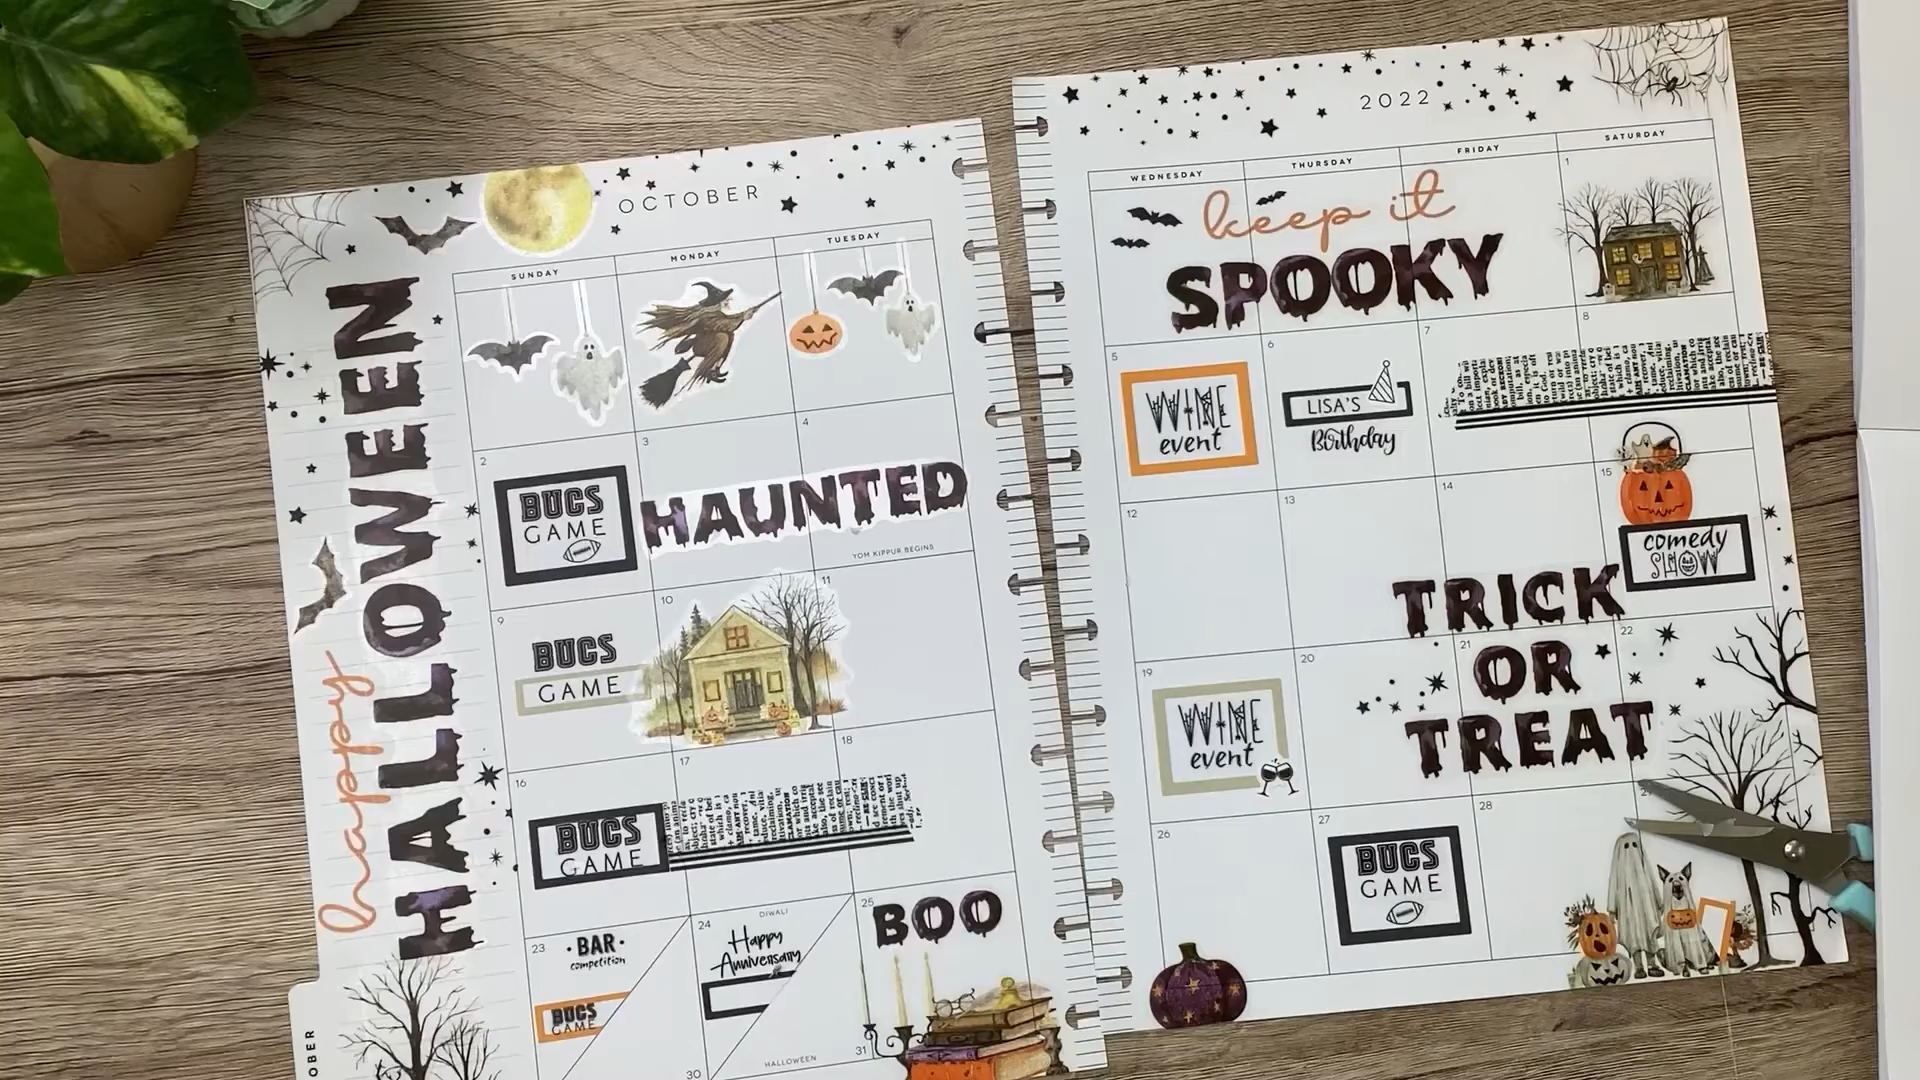 OCTOBER
SUNDAY
MONDAY
TUESDAY
happy
HALLOWEEN
2
3
4
BUCS
GAME
HAUNTED
YOM KIPPUR BEGINS
9
10
11
BUCS
GAME
16
17
18
BUCS
GAME
23
24
25
BAR
competition
BUCS
GAME
DIWALI
Happy
Anniversary
BOO
30
HALLOWEEN
31
OBER
2022
WEDNESDAY
THURSDAY
FRIDAY
SATURDAY
1
keep it
SPOOKY
5
6
7
8
WINE
event
LISA'S
Birthday
12
13
14
15
comedy
SHOW
TRICK
OR
TREAT
19
20
21
22
WINE
event
26
27
28
BUCS
GAME